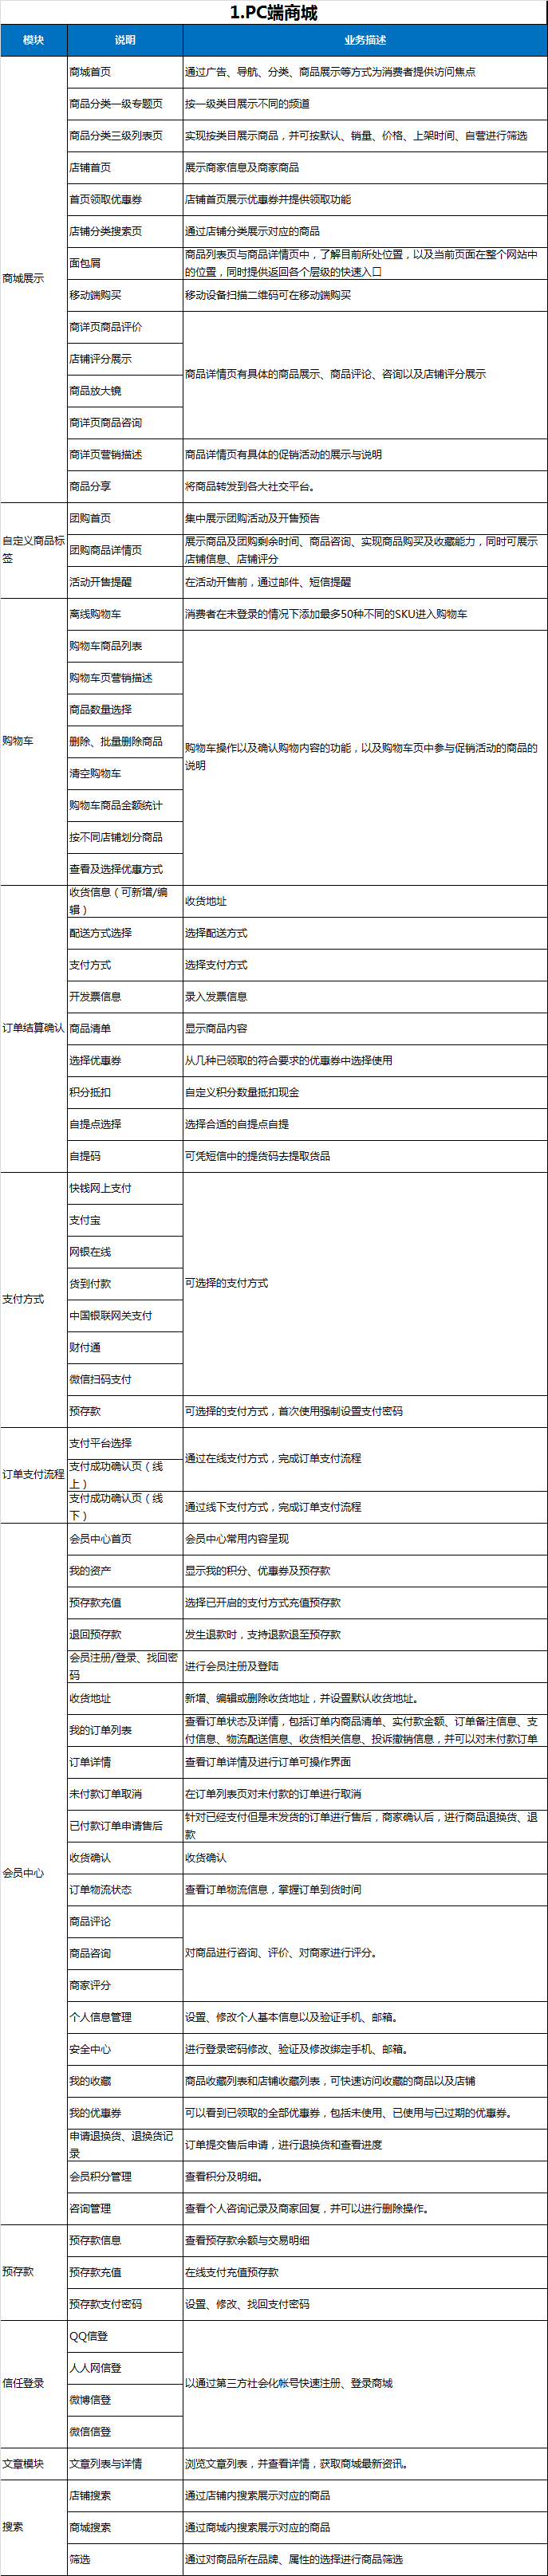 1.PC端商城
模块 说明 业务描述
商城展示
商城首页 通过广告、导航、分类、商品展示等方式为消费者提供访问焦点
商品分类一级专题页 按一级类目展示不同的频道
商品分类三级列表页 实现按类目展示商品，并可按默认、销量、价格、上架时间、自营进行筛选
店铺首页 展示商家信息及商家商品
首页领取优惠券 店铺首页展示优惠券并提供领取功能
店铺分类搜索页 通过店铺分类展示对应的商品
面包屑 商品列表页与商品详情页中，了解目前所处位置，以及当前页面在整个网站中
的位置，同时提供返回各个层级的快速入口
移动端购买 移动设备扫描二维码可在移动端购买
商详页商品评价
店铺评分展示
商品放大镜
商详页商品咨询
商品详情页有具体的商品展示、商品评论、咨询以及店铺评分展示
商详页营销描述 商品详情页有具体的促销活动的展示与说明
商品分享 将商品转发到各大社交平台。
自定义商品标
签
团购首页 集中展示团购活动及开售预告
团购商品详情页 展示商品及团购剩余时间、商品咨询、实现商品购买及收藏能力，同时可展示
店铺信息、店铺评分
活动开售提醒 在活动开售前，通过邮件、短信提醒
购物车
离线购物车 消费者在未登录的情况下添加最多50种不同的SKU进入购物车
购物车商品列表
购物车页营销描述
商品数量选择
删除、批量删除商品
清空购物车
购物车商品金额统计
按不同店铺划分商品
查看及选择优惠方式
购物车操作以及确认购物内容的功能，以及购物车页中参与促销活动的商品的
说明
订单结算确认
收货信息（可新增/编
辑） 收货地址
配送方式选择 选择配送方式
支付方式 选择支付方式
开发票信息 录入发票信息
商品清单 显示商品内容
选择优惠券 从几种已领取的符合要求的优惠券中选择使用
积分抵扣 自定义积分数量抵扣现金
自提点选择 选择合适的自提点自提
自提码 可凭短信中的提货码去提取货品
支付方式
快钱网上支付
支付宝
网银在线
货到付款
中国银联网关支付
财付通
微信扫码支付
可选择的支付方式
预存款 可选择的支付方式，首次使用强制设置支付密码
订单支付流程
支付平台选择
支付成功确认页（线
上）
通过在线支付方式，完成订单支付流程
支付成功确认页（线
下） 通过线下支付方式，完成订单支付流程
会员中心
会员中心首页 会员中心常用内容呈现
我的资产 显示我的积分、优惠券及预存款
预存款充值 选择已开启的支付方式充值预存款
退回预存款 发生退款时，支持退款退至预存款
会员注册/登录、找回密
码 进行会员注册及登陆
收货地址 新增、编辑或删除收货地址，并设置默认收货地址。
我的订单列表 查看订单状态及详情，包括订单内商品清单、实付款金额、订单备注信息、支
付信息、物流配送信息、收货相关信息、投诉撤销信息，并可以对未付款订单
订单详情 查看订单详情及进行订单可操作界面
未付款订单取消 在订单列表页对未付款的订单进行取消
已付款订单申请售后 针对已经支付但是未发货的订单进行售后，商家确认后，进行商品退换货、退
款
收货确认 收货确认
订单物流状态 查看订单物流信息，掌握订单到货时间
商品评论
商品咨询
商家评分
对商品进行咨询、评价、对商家进行评分。
个人信息管理 设置、修改个人基本信息以及验证手机、邮箱。
安全中心 进行登录密码修改、验证及修改绑定手机、邮箱。
我的收藏 商品收藏列表和店铺收藏列表，可快速访问收藏的商品以及店铺
我的优惠券 可以看到已领取的全部优惠券，包括未使用、已使用与已过期的优惠券。
申请退换货、退换货记
录 订单提交售后申请，进行退换货和查看进度
会员积分管理 查看积分及明细。
咨询管理 查看个人咨询记录及商家回复，并可以进行删除操作。
预存款
预存款信息 查看预存款余额与交易明细
预存款充值 在线支付充值预存款
预存款支付密码 设置、修改、找回支付密码
信任登录
QQ信登
人人网信登
微博信登
微信信登
以通过第三方社会化帐号快速注册、登录商城
文章模块 文章列表与详情 浏览文章列表，并查看详情，获取商城最新资讯。
搜索
店铺搜索 通过店铺内搜索展示对应的商品
商城搜索 通过商城内搜索展示对应的商品
筛选 通过对商品所在品牌、属性的选择进行商品筛选